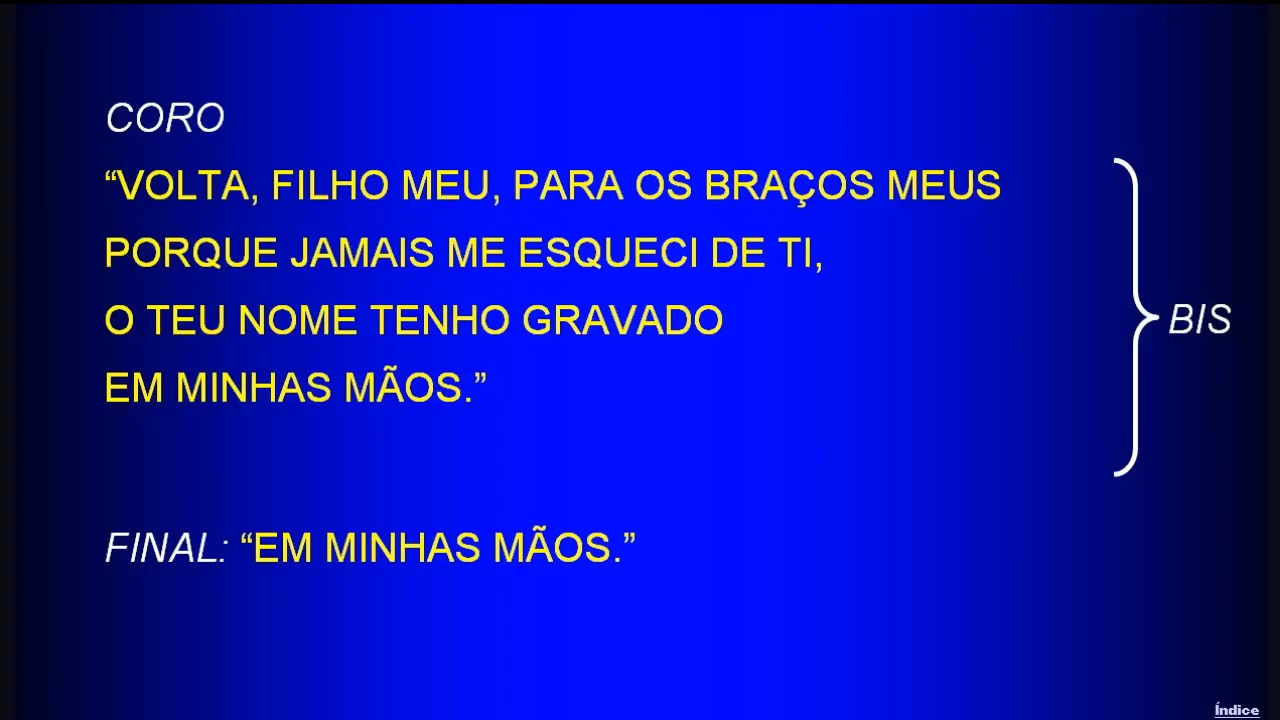 CORO
“VOLTA, FILHO MEU, PARA OS BRAÇOS MEUS
PORQUE JAMAIS ME ESQUECI DE TI,
O TEU NOME TENHO GRAVADO
EM MINHAS MÃOS.”
BIS
FINAL: “EM MINHAS MÃOS.”
Índice